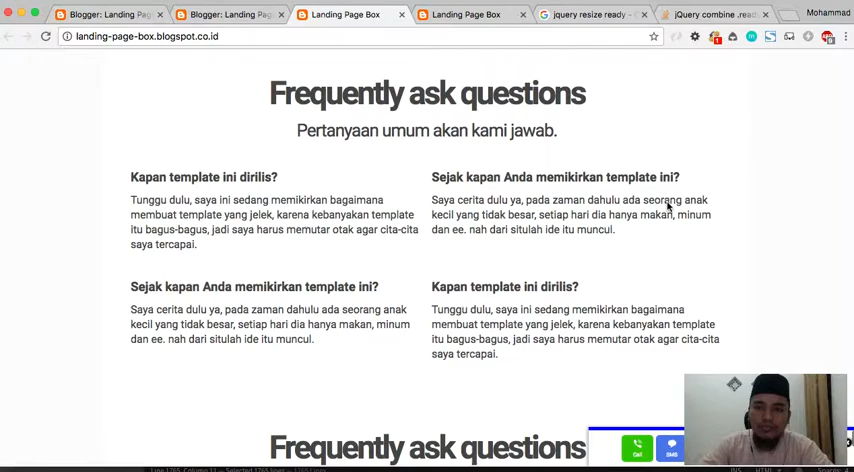 Blogger: Landing Pag
Blogger: Landing Pag
Landing Page Box
Landing Page Box
jquery resize ready - G
jQuery combine .read
Mohammad
landing-page-box.blogspot.co.id
Frequently ask questions
Pertanyaan umum akan kami jawab.
Kapan template ini dirilis?
Tunggu dulu, saya ini sedang memikirkan bagaimana
membuat template yang jelek, karena kebanyakan template
itu bagus-bagus, jadi saya harus memutar otak agar cita-cita
saya tercapai.
Sejak kapan Anda memikirkan template ini?
Saya cerita dulu ya, pada zaman dahulu ada seorang anak
kecil yang tidak besar, setiap hari dia hanya makan, minum
dan ee. nah dari situlah ide itu muncul.
Sejak kapan Anda memikirkan template ini?
Saya cerita dulu ya, pada zaman dahulu ada seorang anak
kecil yang tidak besar, setiap hari dia hanya makan, minum
dan ee. nah dari situlah ide itu muncul.
Kapan template ini dirilis?
Tunggu dulu, saya ini sedang memikirkan bagaimana
membuat template yang jelek, karena kebanyakan template
itu bagus-bagus, jadi saya harus memutar otak agar cita-cita
saya tercapai.
Frequently ask questions
Call
SMS
Line 1765, Column 11 — Selected 1765 lines